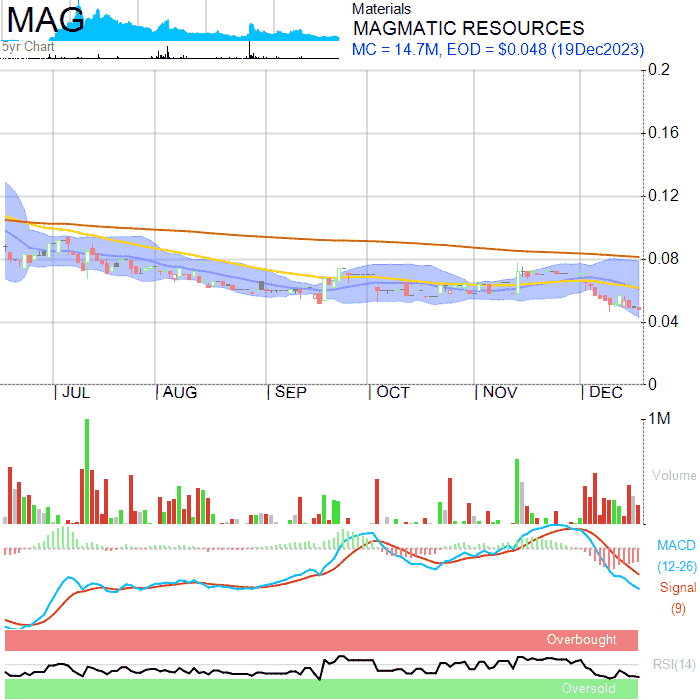 MAG
5yr Chart
Materials
MAGMATIC RESOURCES
MC = 14.7M, EOD = $0.048 (19Dec2023)
0.2
0.16
0.12
0.08
0.04
0
JUL AUG SEP OCT NOV DEC
1M
Volume
MACD
(12-26)
Signal
(9)
Overbought
RSI(14)
Oversold